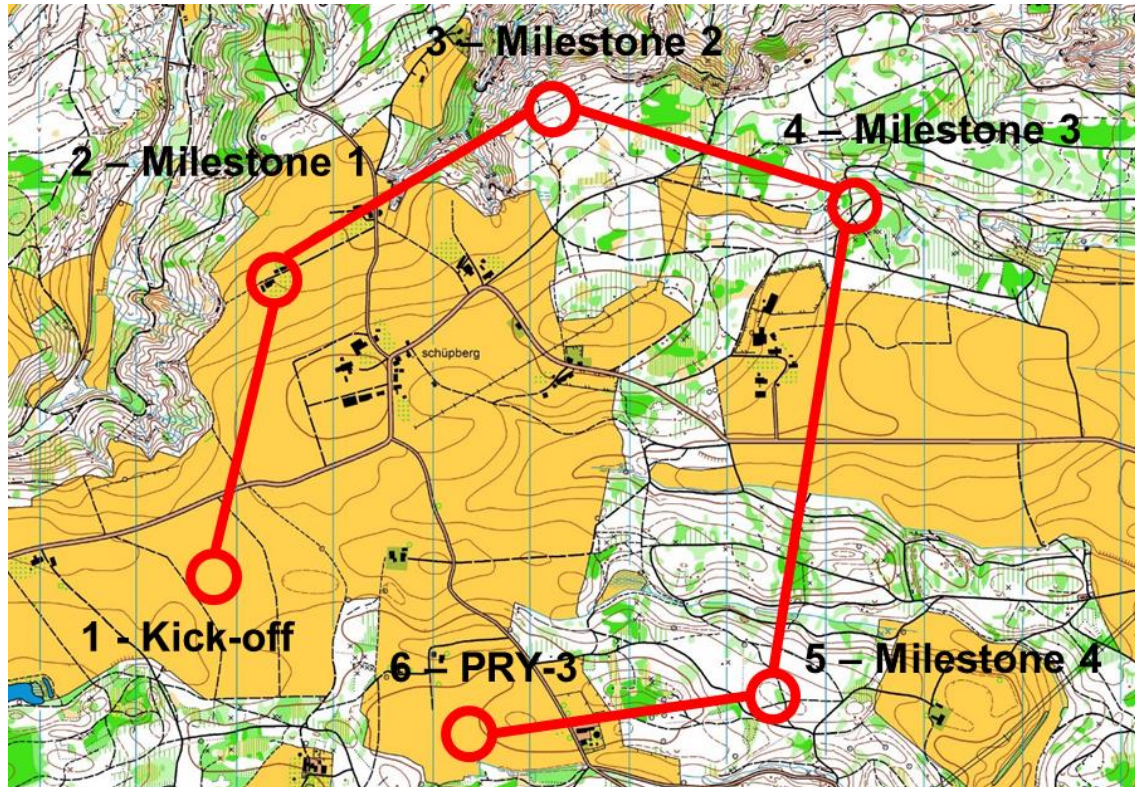 3 – Milestone 2
4 – Milestone 3
2 – Milestone 1
schüpberg
1 - Kick-off
6 – PRY-3
5 – Milestone 4